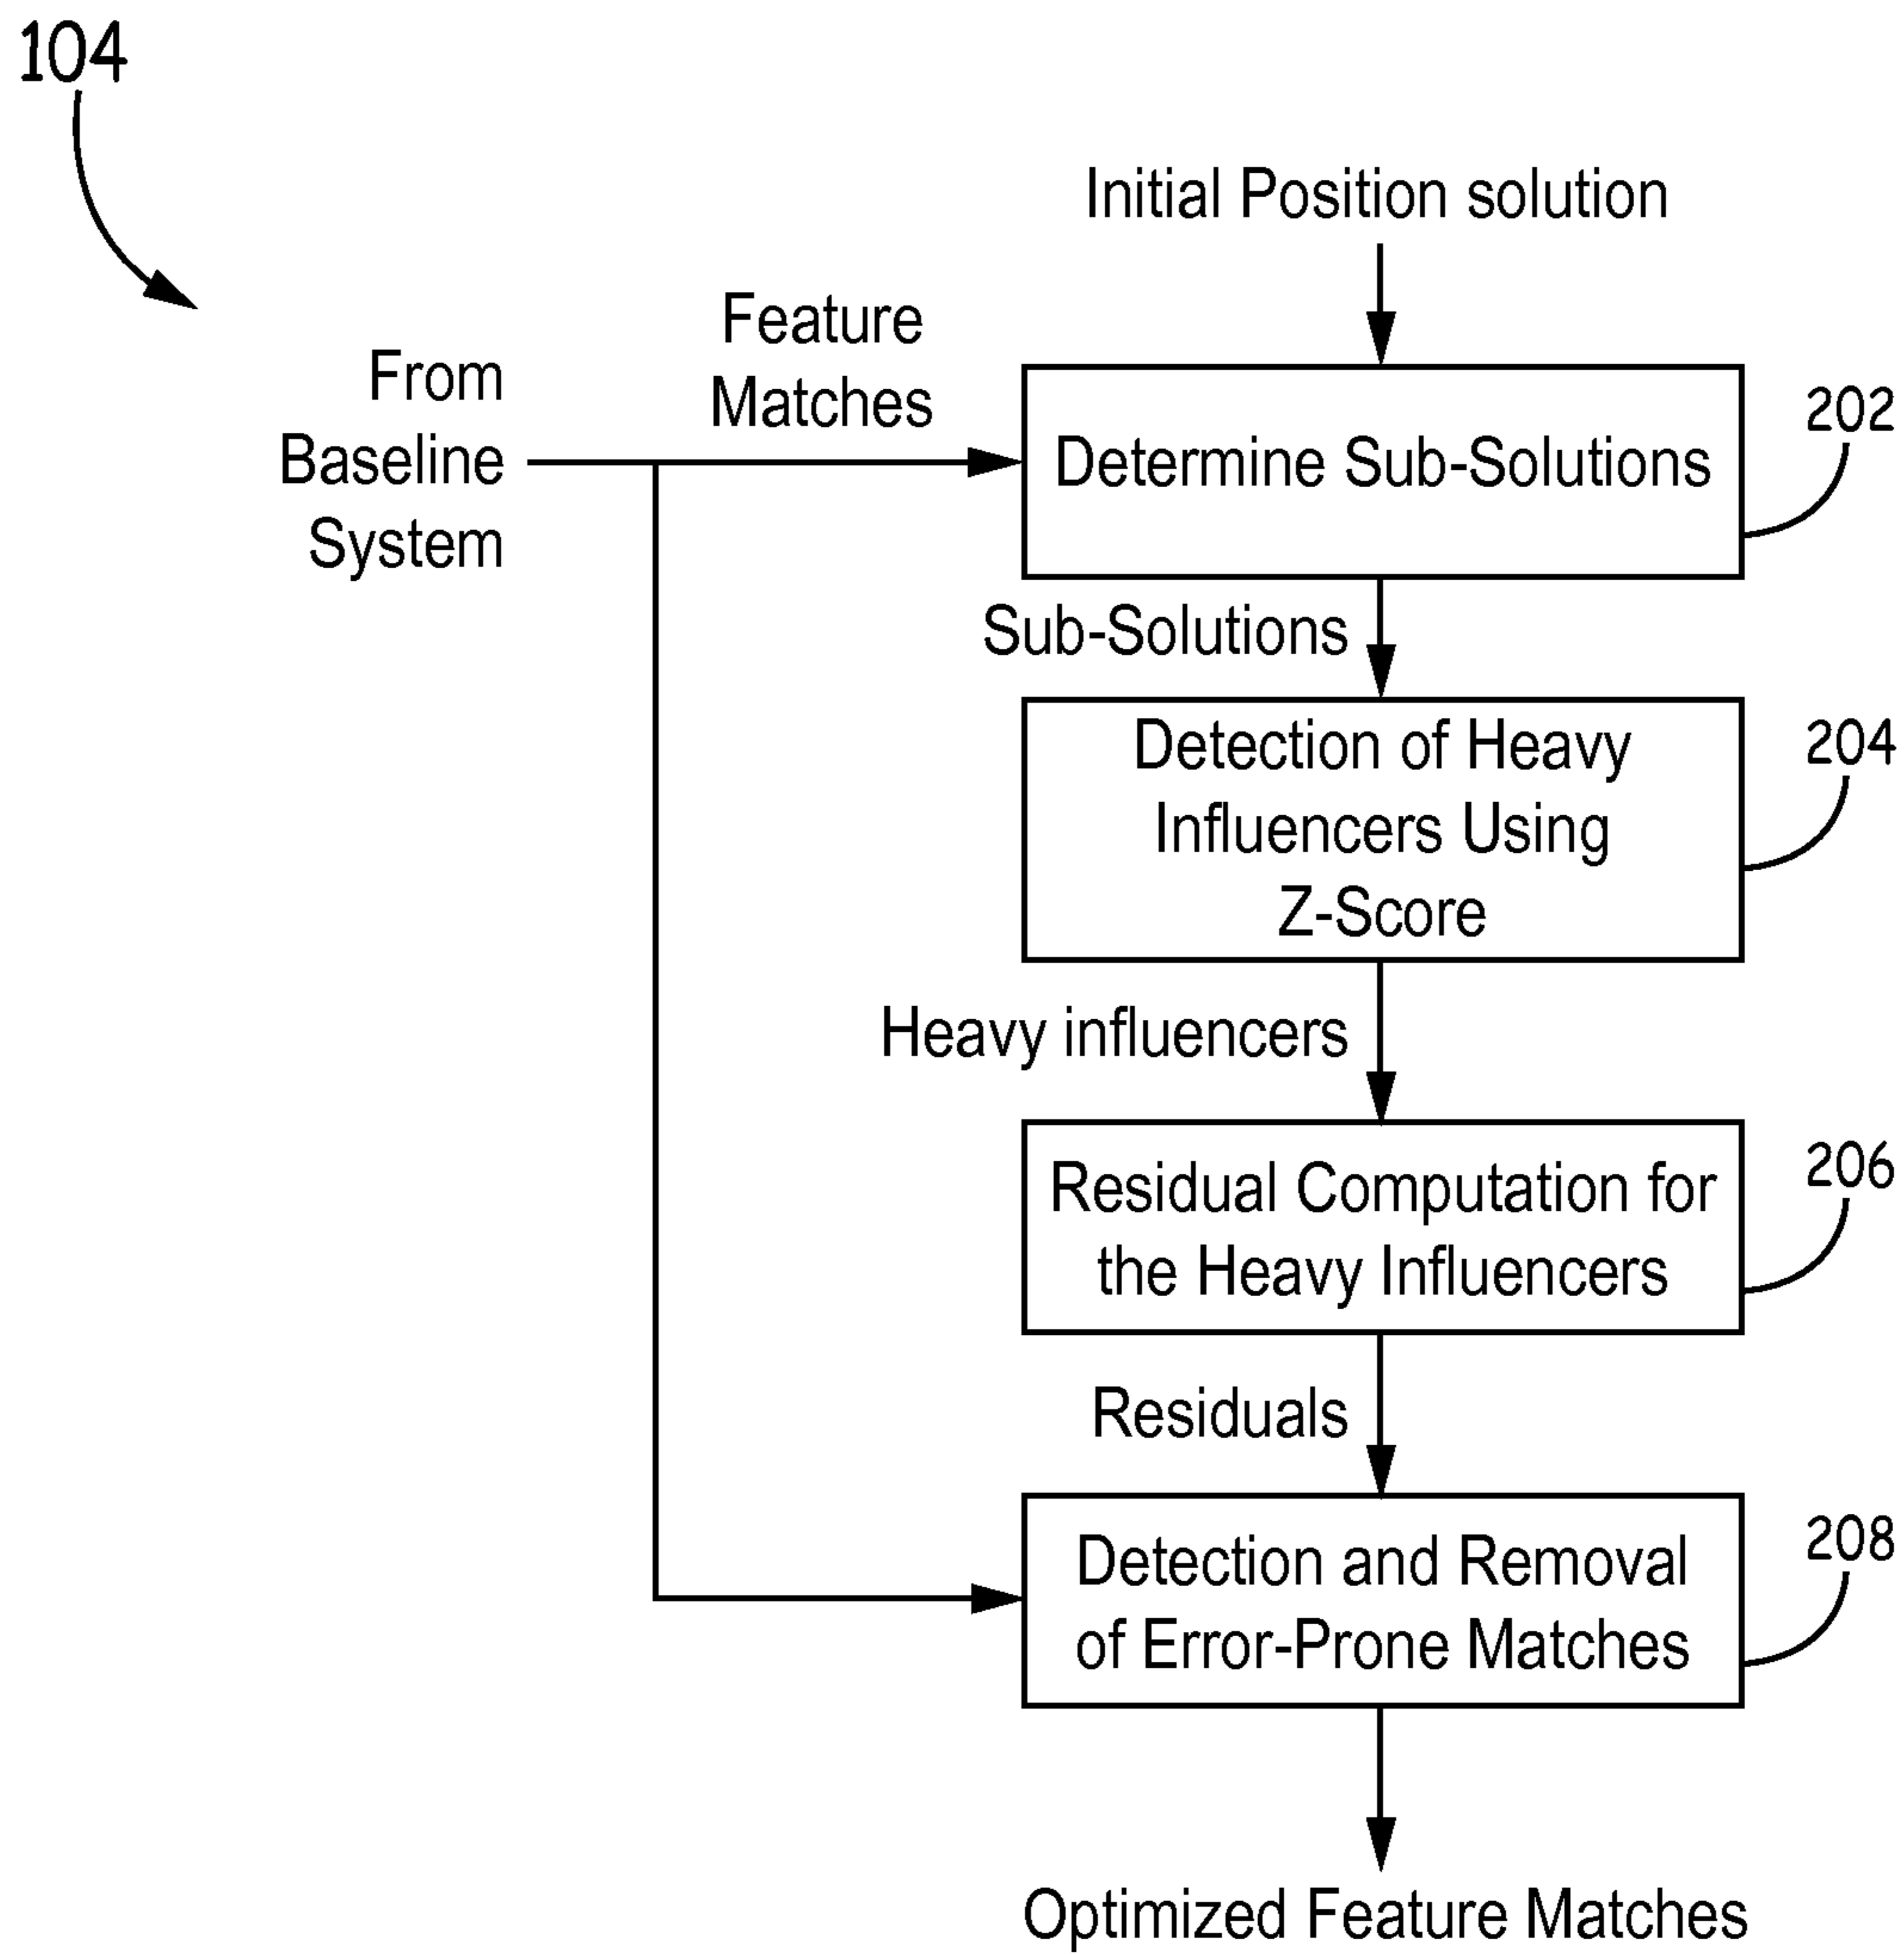 104
Initial Position solution
Feature
Matches
From
Baseline
System
Determine Sub-Solutions
202
Sub-Solutions
Detection of Heavy
Influencers Using
Z-Score
204
Heavy influencers
Residual Computation for
the Heavy Influencers
206
Residuals
Detection and Removal
of Error-Prone Matches
208
Optimized Feature Matches